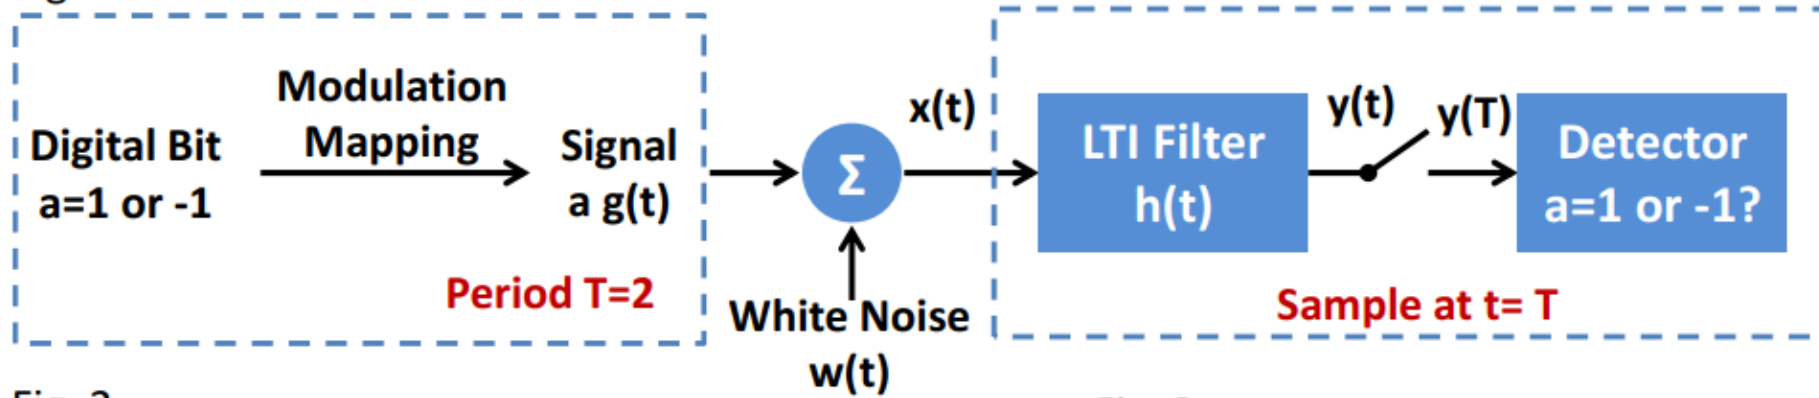 Modulation
Mapping
Digital Bit
a=1 or -1
Signal
a g(t)
Period T=2
Σ
White Noise
w(t)
x(t)
LTI Filter
h(t)
y(t)
y(T)
Detector
a=1 or -1?
Sample at t= T